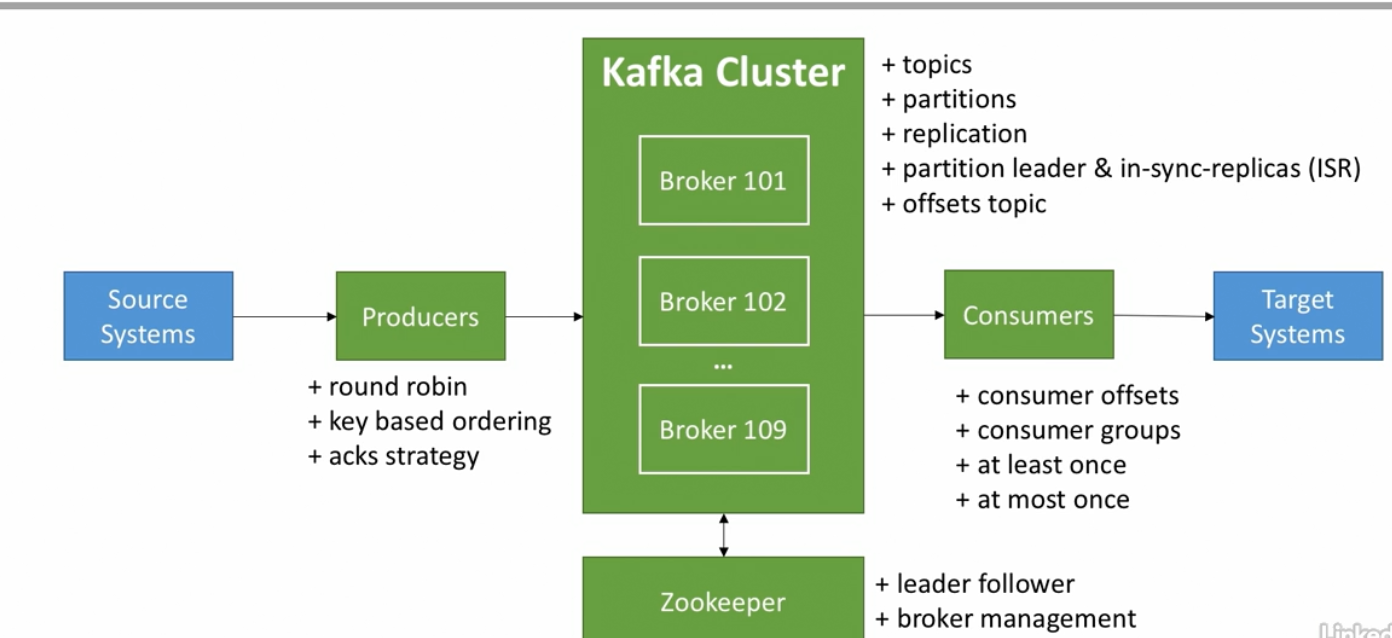 Kafka Cluster
Broker 101
Broker 102
...
Broker 109
+ topics
+ partitions
+ replication
+ partition leader & in-sync-replicas (ISR)
+ offsets topic
Source
Systems
Producers
+ round robin
+ key based ordering
+ acks strategy
Consumers
+ consumer offsets
+ consumer groups
+ at least once
+ at most once
Target
Systems
Zookeeper
+ leader follower
+ broker management